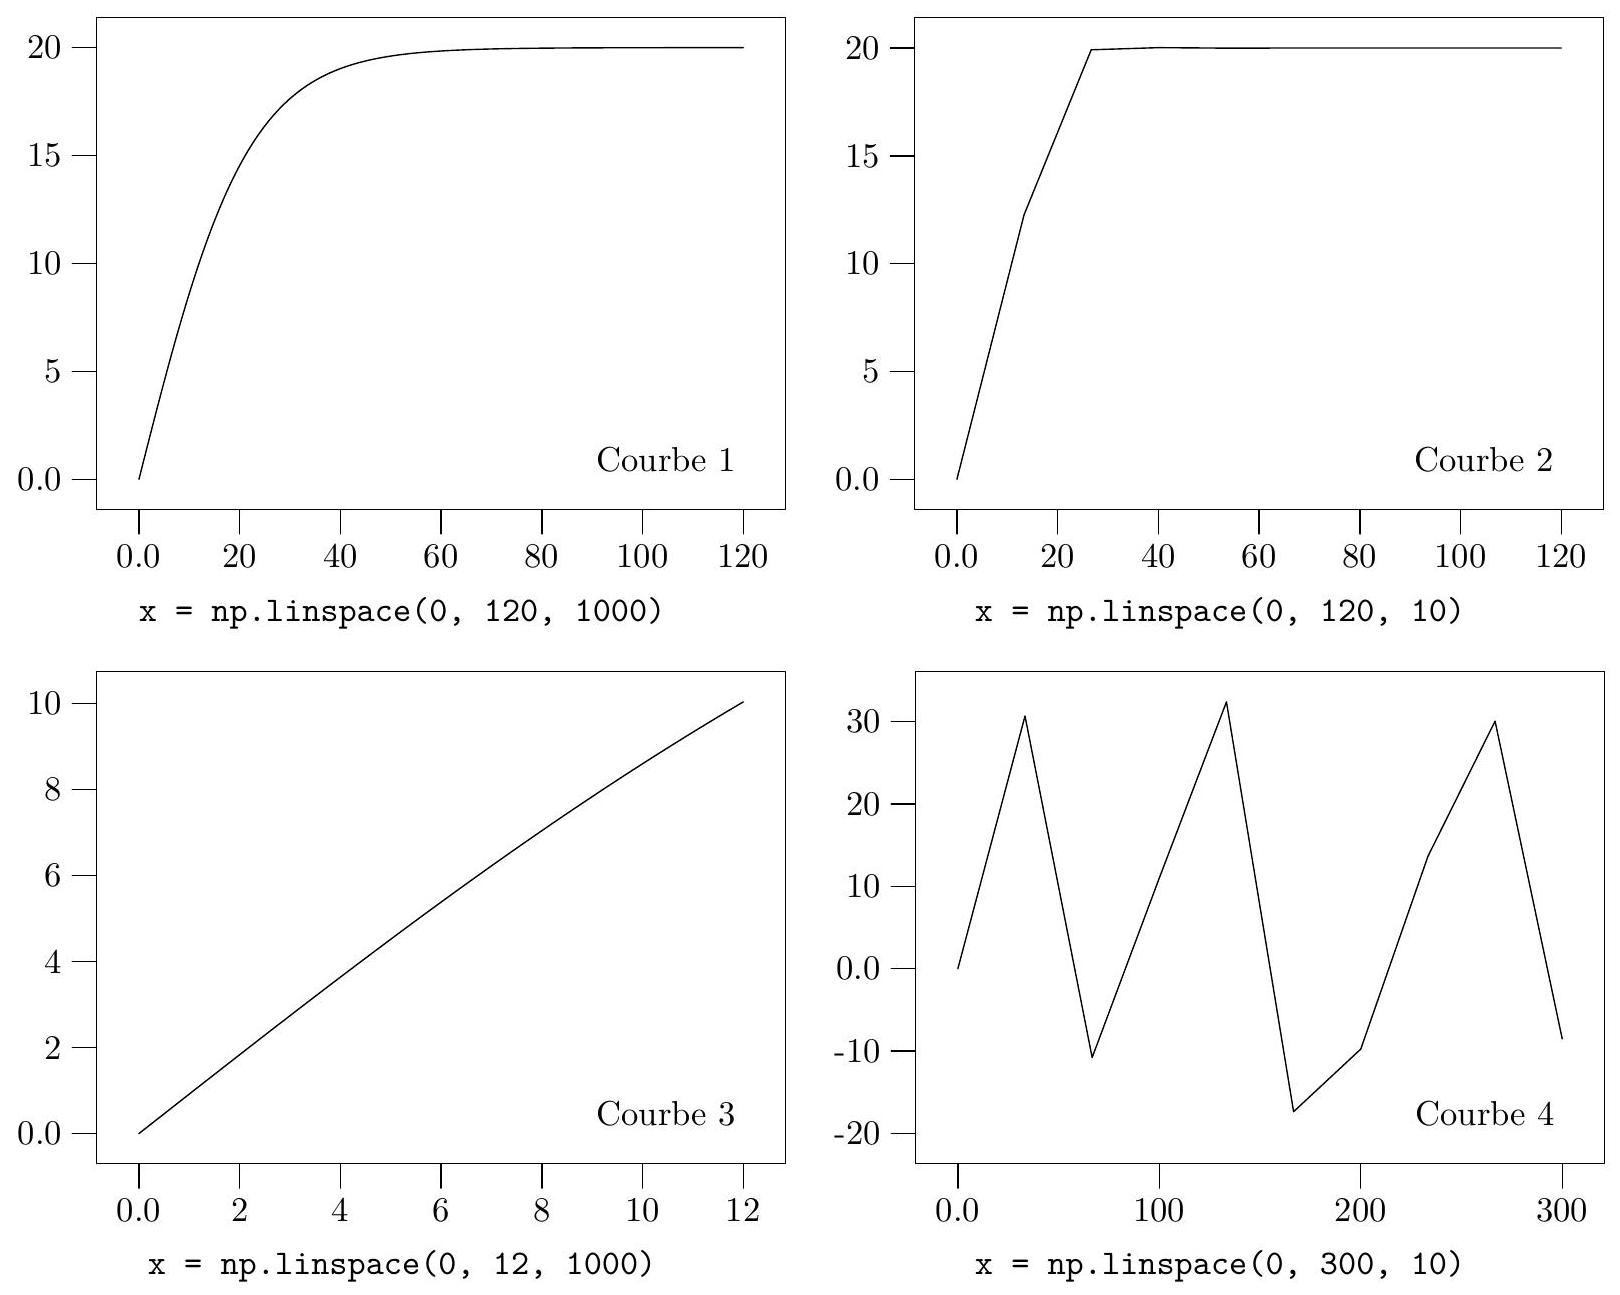 20
15
10
5
0.0
Courbe 1
0.0 20 40 60 80 100 120
x = np.linspace(0, 120, 1000)
20
15
10
5
0.0
Courbe 2
0.0 20 40 60 80 100 120
x = np.linspace(0, 120, 10)
10
8
6
4
2
0.0
Courbe 3
0.0 2 4 6 8 10 12
x = np.linspace(0, 12, 1000)
30
20
10
0.0
-10
-20
Courbe 4
0.0 100 200 300
x = np.linspace(0, 300, 10)